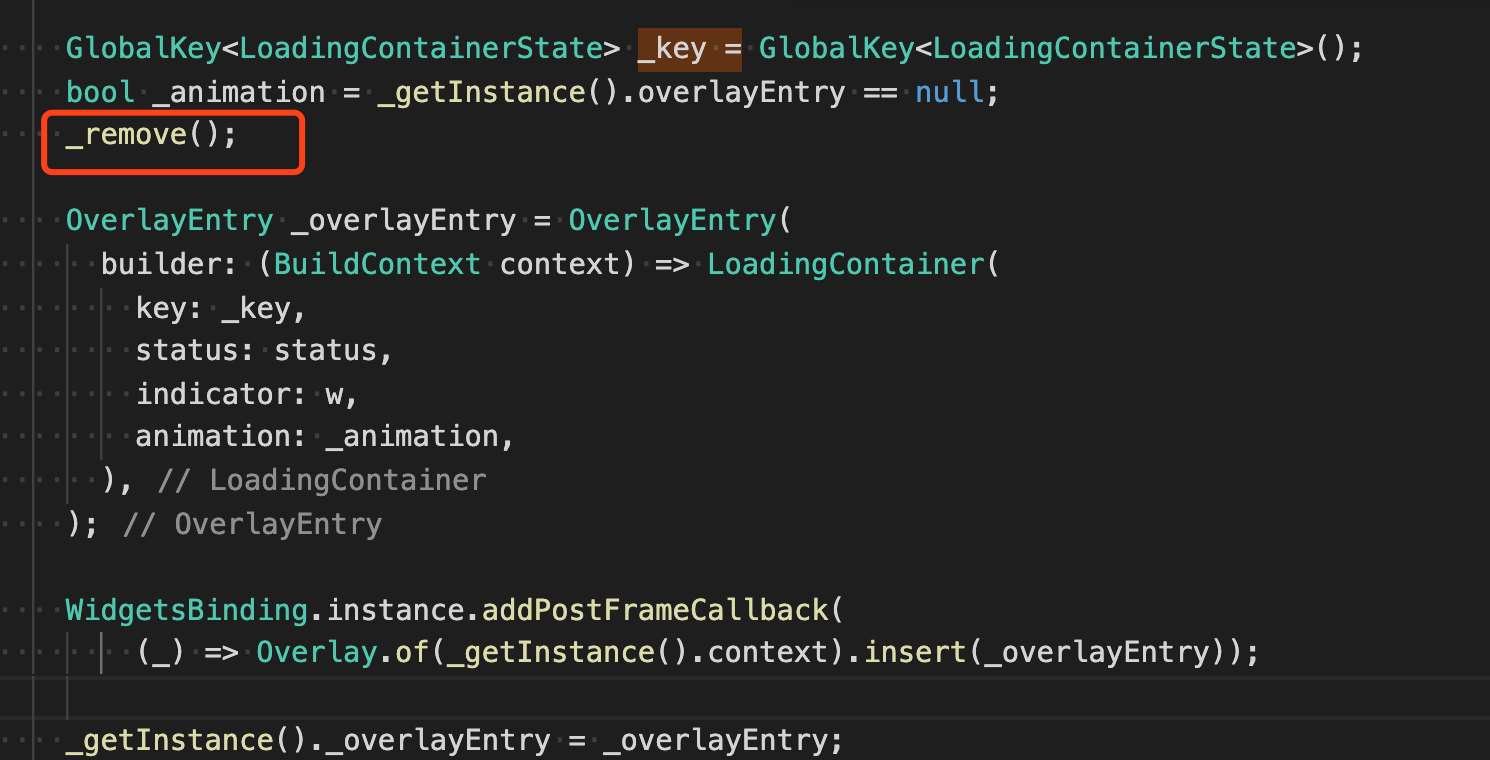 GlobalKey<LoadingContainerState> _key = GlobalKey<LoadingContainerState>();
bool _animation = _getInstance().overlayEntry == null;
_remove();
OverlayEntry _overlayEntry = OverlayEntry(
builder: (BuildContext context) => LoadingContainer(
key: _key,
status: status,
indicator: w,
animation: _animation,
), // LoadingContainer
); // OverlayEntry
WidgetsBinding.instance.addPostFrameCallback(
(_) => Overlay.of(_getInstance().context).insert(_overlayEntry));
_getInstance()._overlayEntry = _overlayEntry;